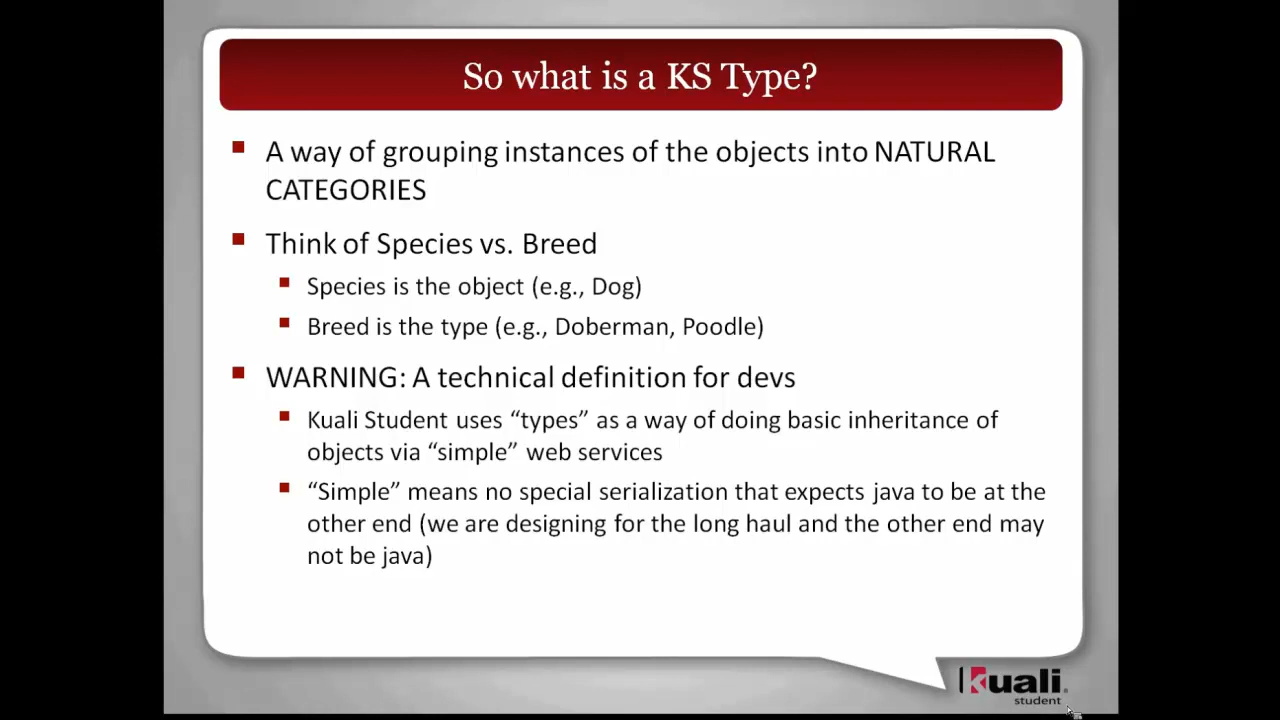 So what is a KS Type?
A way of grouping instances of the objects into NATURAL
CATEGORIES
Think of Species vs. Breed
Species is the object (e.g., Dog)
Breed is the type (e.g., Doberman, Poodle)
WARNING: A technical definition for devs
Kuali Student uses “types” as a way of doing basic inheritance of
objects via “simple” web services
“Simple” means no special serialization that expects java to be at the
other end (we are designing for the long haul and the other end may
not be java)
Kuali
student